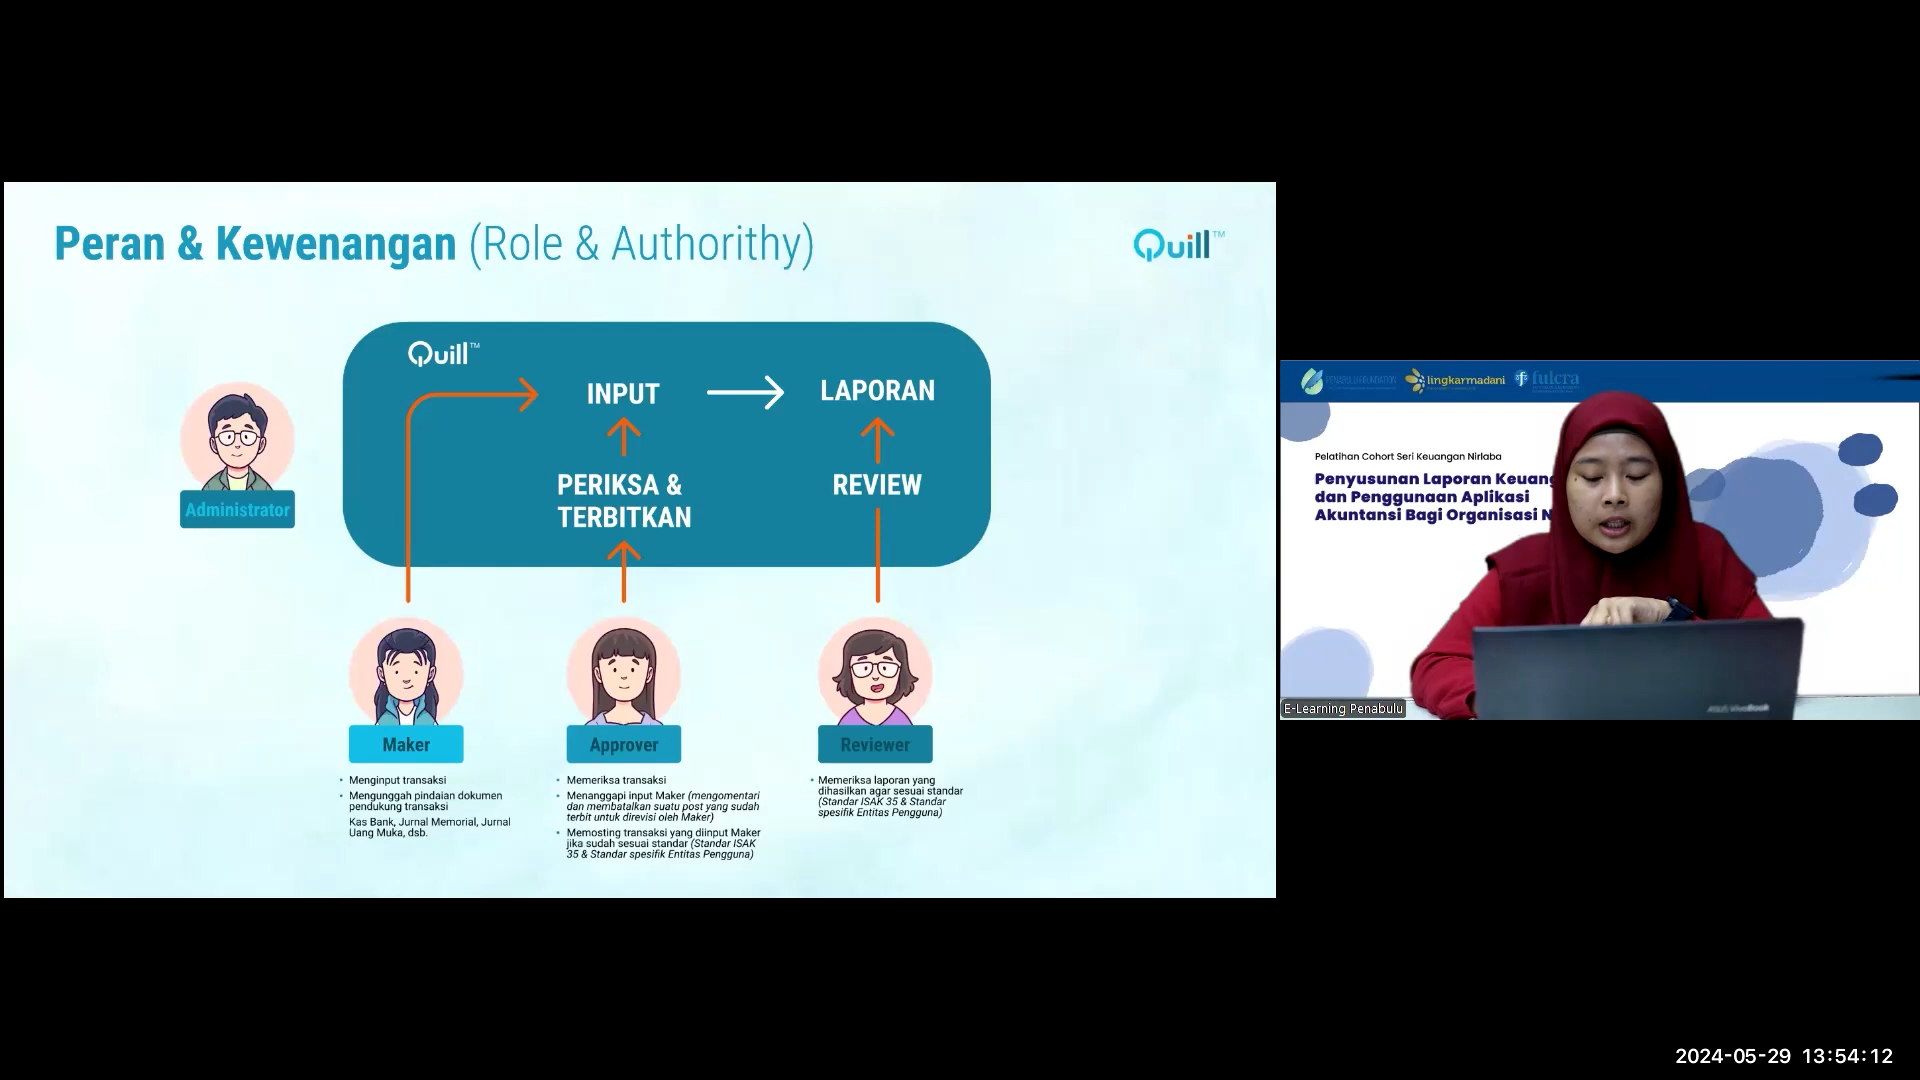 Peran & Kewenangan (Role & Authorithy)
Quill™
Quill™
INPUT
LAPORAN
PERIKSA &
TERBITKAN
REVIEW
Administrator
Maker
Approver
Reviewer
• Menginput transaksi
• Mengunggah pindaian dokumen
pendukung transaksi
Kas Bank, Jurnal Memorial, Jurnal
Uang Muka, dsb.
• Memeriksa transaksi
• Menanggapi input Maker (mengomentari
dan membatalkan suatu post yang sudah
terbit untuk direvisi oleh Maker)
• Memosting transaksi yang diinput Maker
jika sudah sesuai standar (Standar ISAK
35 & Standar spesifik Entitas Pengguna)
• Memeriksa laporan yang
dihasilkan agar sesuai standar
(Standar ISAK 35 & Standar
spesifik Entitas Pengguna)
PENABULU FOUNDATION
lingkarmadani
fulcra
Pelatihan Cohort Seri Keuangan Nirlaba
Penyusunan Laporan Keuang
dan Penggunaan Aplikasi
Akuntansi Bagi Organisasi N
ASUS VivoBook
E-Learning Penabulu
2024-05-29 13:54:12